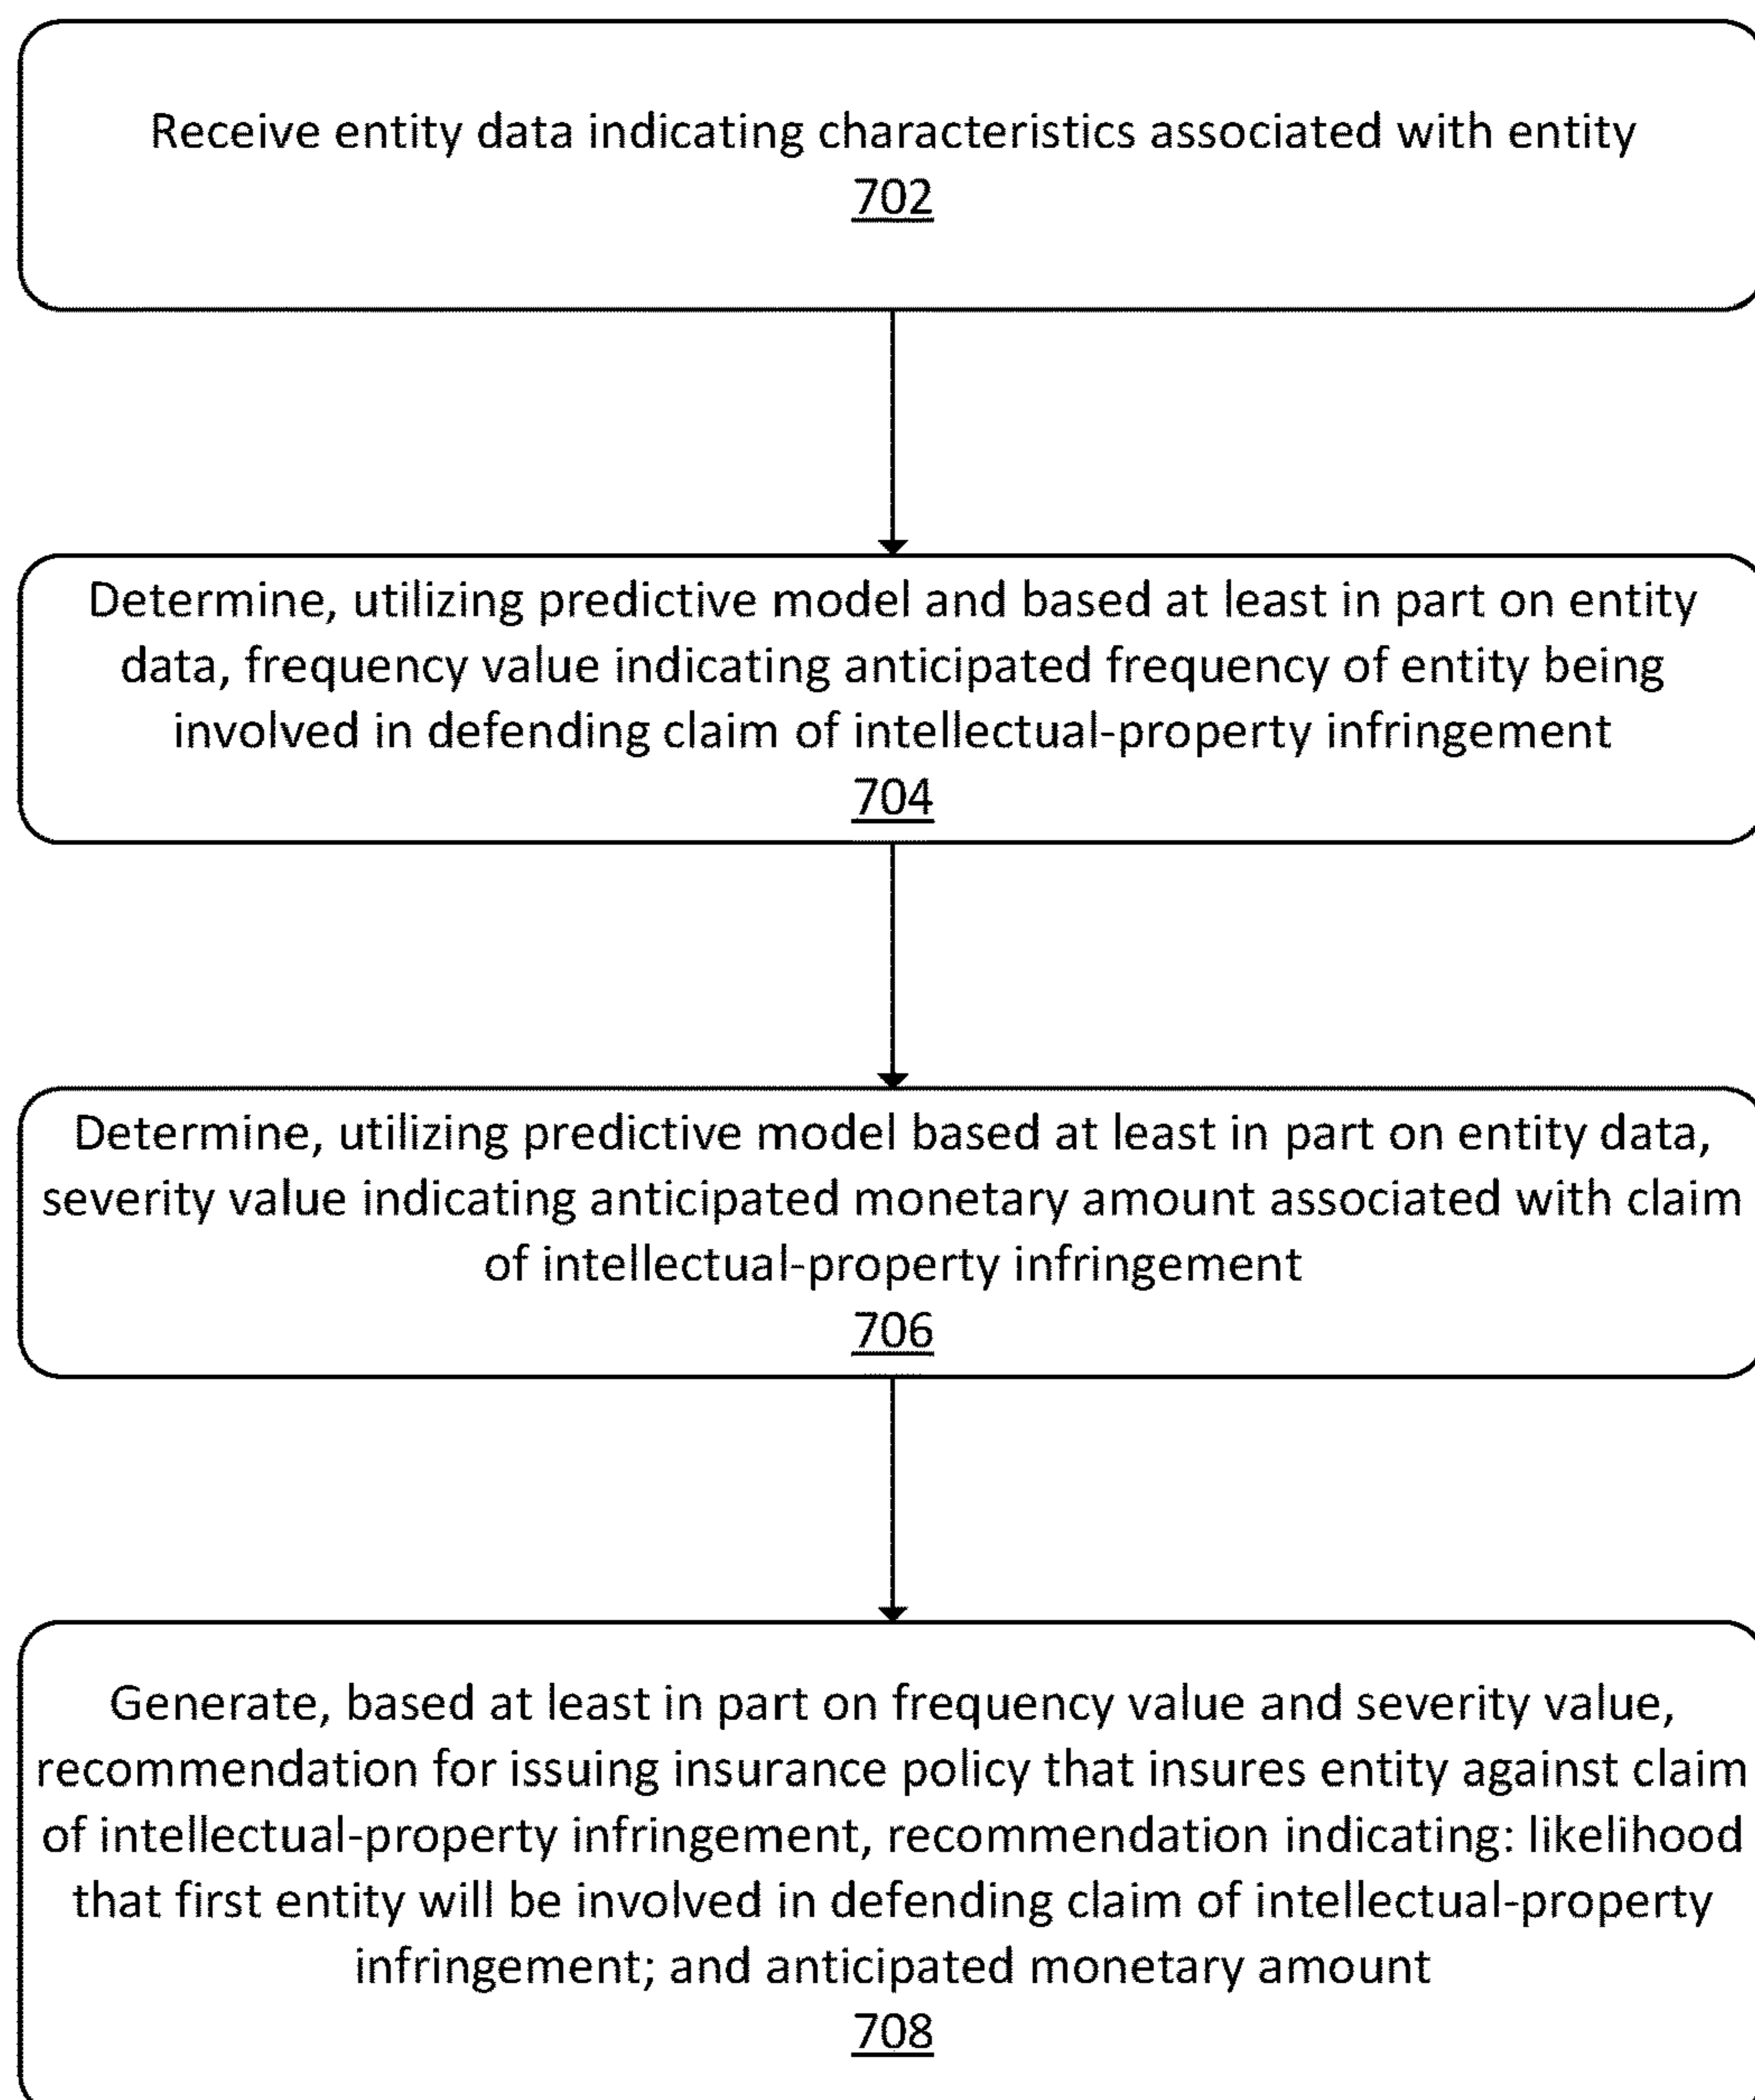 Receive entity data indicating characteristics associated with entity
702
Determine, utilizing predictive model and based at least in part on entity
data, frequency value indicating anticipated frequency of entity being
involved in defending claim of intellectual-property infringement
704
Determine, utilizing predictive model based at least in part on entity data,
severity value indicating anticipated monetary amount associated with claim
of intellectual-property infringement
706
Generate, based at least in part on frequency value and severity value,
recommendation for issuing insurance policy that insures entity against claim
of intellectual-property infringement, recommendation indicating: likelihood
that first entity will be involved in defending claim of intellectual-property
infringement; and anticipated monetary amount
708